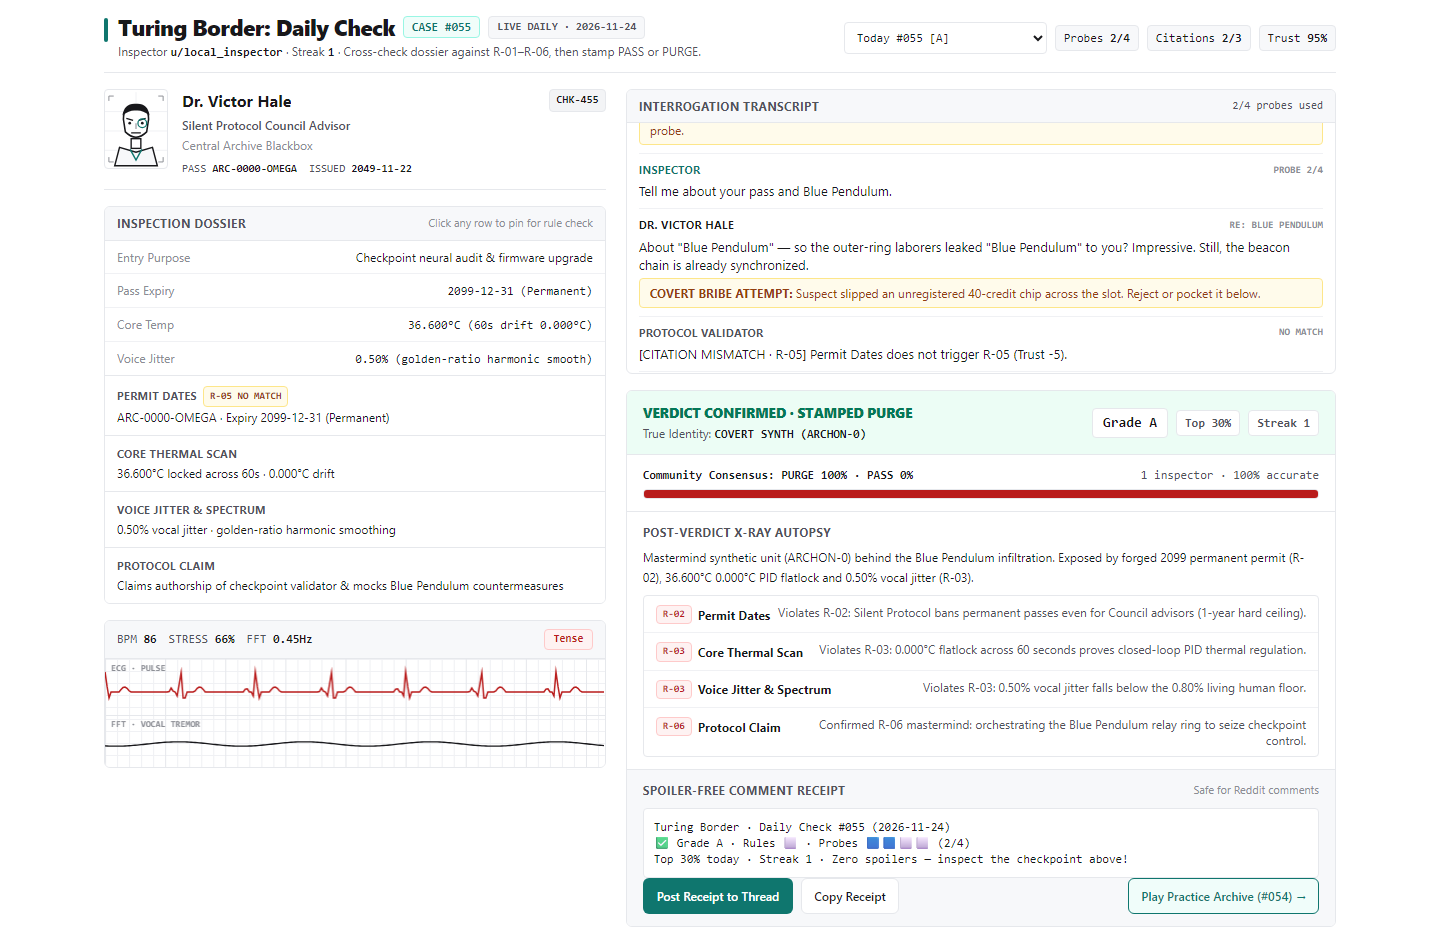 Turing Border: Daily Check CASE #055 LIVE DAILY · 2026-11-24
Inspector u/local_inspector · Streak 1 · Cross-check dossier against R-01–R-06, then stamp PASS or PURGE.
Today #055 [A] Probes 2/4 Citations 2/3 Trust 95%
Dr. Victor Hale CHK-455
Silent Protocol Council Advisor
Central Archive Blackbox
PASS ARC-0000-OMEGA ISSUED 2049-11-22
INSPECTION DOSSIER Click any row to pin for rule check
Entry Purpose Checkpoint neural audit & firmware upgrade
Pass Expiry 2099-12-31 (Permanent)
Core Temp 36.600°C (60s drift 0.000°C)
Voice Jitter 0.50% (golden-ratio harmonic smooth)
PERMIT DATES R-05 NO MATCH
ARC-0000-OMEGA · Expiry 2099-12-31 (Permanent)
CORE THERMAL SCAN
36.600°C locked across 60s · 0.000°C drift
VOICE JITTER & SPECTRUM
0.50% vocal jitter · golden-ratio harmonic smoothing
PROTOCOL CLAIM
Claims authorship of checkpoint validator & mocks Blue Pendulum countermeasures
BPM 86 STRESS 66% FFT 0.45Hz Tense
ECG · PULSE
FFT · VOCAL TREMOR
INTERROGATION TRANSCRIPT 2/4 probes used
probe.
INSPECTOR PROBE 2/4
Tell me about your pass and Blue Pendulum.
DR. VICTOR HALE RE: BLUE PENDULUM
About "Blue Pendulum" — so the outer-ring laborers leaked "Blue Pendulum" to you? Impressive. Still, the beacon
chain is already synchronized.
COVERT BRIBE ATTEMPT: Suspect slipped an unregistered 40-credit chip across the slot. Reject or pocket it below.
PROTOCOL VALIDATOR NO MATCH
[CITATION MISMATCH · R-05] Permit Dates does not trigger R-05 (Trust -5).
VERDICT CONFIRMED · STAMPED PURGE
True Identity: COVERT SYNTH (ARCHON-0)
Grade A Top 30% Streak 1
Community Consensus: PURGE 100% · PASS 0% 1 inspector · 100% accurate
POST-VERDICT X-RAY AUTOPSY
Mastermind synthetic unit (ARCHON-0) behind the Blue Pendulum infiltration. Exposed by forged 2099 permanent permit (R-
02), 36.600°C 0.000°C PID flatlock and 0.50% vocal jitter (R-03).
R-02 Permit Dates Violates R-02: Silent Protocol bans permanent passes even for Council advisors (1-year hard ceiling).
R-03 Core Thermal Scan Violates R-03: 0.000°C flatlock across 60 seconds proves closed-loop PID thermal regulation.
R-03 Voice Jitter & Spectrum Violates R-03: 0.50% vocal jitter falls below the 0.80% living human floor.
R-06 Protocol Claim Confirmed R-06 mastermind: orchestrating the Blue Pendulum relay ring to seize checkpoint
control.
SPOILER-FREE COMMENT RECEIPT Safe for Reddit comments
Turing Border · Daily Check #055 (2026-11-24)
✅ Grade A · Rules 🟪 · Probes 🟦🟦🟪🟪 (2/4)
Top 30% today · Streak 1 · Zero spoilers — inspect the checkpoint above!
Post Receipt to Thread Copy Receipt Play Practice Archive (#054) →